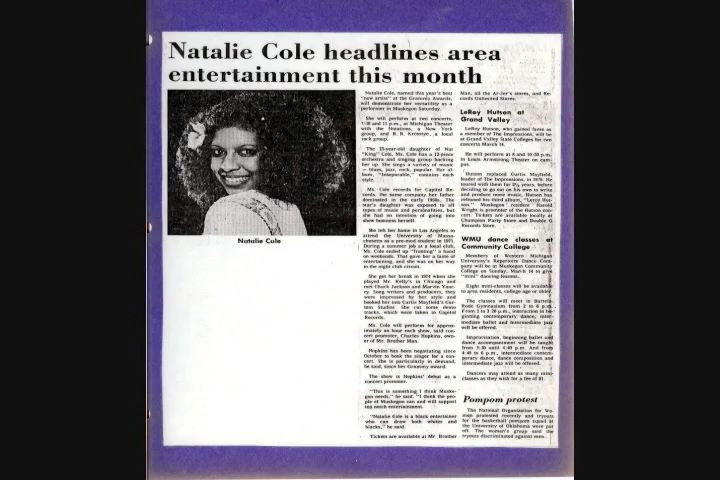 Natalie Cole headlines area
entertainment this month
Natalie Cole
Natalie Cole, named this year's best
"new artist" at the Grammy Awards,
will demonstrate her versatility as a
performer in Muskegon Saturday.
She will perform at two concerts,
7:30 and 11 p.m., at Michigan Theater
with the Notations, a New York
group, and
rock group.
The 25-year-old daughter of Nat
"King" Cole, Ms. Cole has a 12-piece
orchestra and singing group backing
her up. She sings a variety of music
— blues, jazz, rock, popular. Her al-
bum, "Inseparable," contains each
style.
Ms. Cole records for Capitol Re-
cords, the same company her father
dominated in the early 1950s. The
star's daughter was exposed to all
types of music and personalities, but
she had no intention of going into
show business herself.
She left her home in Los Angeles to
attend the University of Massa-
chusetts as a pre-med student in 1971.
During a summer job at a local club,
Ms. Cole ended up "fronting" a band
on weekends. That gave her a taste of
entertaining, and she was on her way
to the night club circuit.
She got her break in 1974 when she
played Mr. Kelly's in Chicago and
met Chuck Jackson and Marvin Yanc-
y. Long writers and producers, they
were impressed by her style and
booked her into Curtis Mayfield's Cur-
tom Studios. She cut some demo
tracks, which were taken to Capitol
Records.
Ms. Cole will perform for approx-
imately an hour each show, said con-
cert promoter, Charles Hopkins, own-
er of Mr. Brother Man.
Hopkins has been negotiating since
October to book the singer for a con-
cert. She is particularly in demand,
he said, since her Grammy award.
The show is Hopkins' debut as a
concert promoter.
"This is something I think Muske-
gon needs," he said. "I think the peo-
ple of Muskegon can and will support
top notch entertainment.
"Natalie Cole is a black entertainer
who can draw both whites and
blacks," he said.
Tickets are available at Mr. Brother
Man, all the Ar-Jer's stores, and Re-
cords Unlimited Stores.
LeRoy Hutson at
Grand Valley
LeRoy Hutson, who gained fame as
a member of The Impressions, will be
at Grand Valley State Colleges for two
concerts March 14.
He will perform at 8 and 10:30 p.m.
in Louis Armstrong Theater on cam-
pus.
Hutson replaced Curtis Mayfield,
leader of The Impressions, in 1970. He
toured with them for 2½ years, before
deciding to go out on his own to write
and produce more music. Hutson has
released his third album, "Leroy Hut-
son." Muskegon resident Harold
Wright is promoter of the Hutson con-
cert. Tickets are available locally at
Champion Party Store and Double O
Records Store.
WMU dance classes at
Community College
Members of Western Michigan
University's Repertoire Dance Com-
pany will be at Muskegon Community
College on Sunday, March 14 to give
"mini" dancing classes.
Eight mini-classes will be available
to area residents, college age or older.
The classes will meet in Bartels-
Rode Gymnasium from 2 to 6 p.m.
From 2 to 3:20 p.m., instruction in be-
ginning contemporary dance, inter-
mediate ballet and intermediate jazz
will be offered.
Improvisation, beginning ballet and
dance accompaniment will be taught
from 3:30 until 4:40 p.m. And from
4:40 to 6 p.m., intermediate contem-
porary dance, dance composition and
intermediate jazz will be offered.
Dancers may attend as many mini-
classes as they wish for a fee of $1.
Pompom protest
The National Organization for Wo-
men protested recently and tryouts
for the basketball pompom squad at
the University of Oklahoma were put
off. The women's group said the
tryouts discriminated against men.